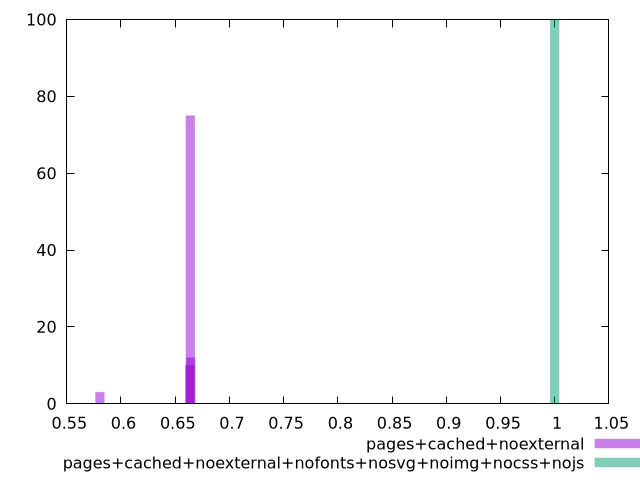 100
80
60
40
20
0
0.55 0.6 0.65 0.7 0.75 0.8 0.85 0.9 0.95 1 1.05
pages+cached+noexternal
pages+cached+noexternal+nofonts+nosvg+noimg+nocss+nojs